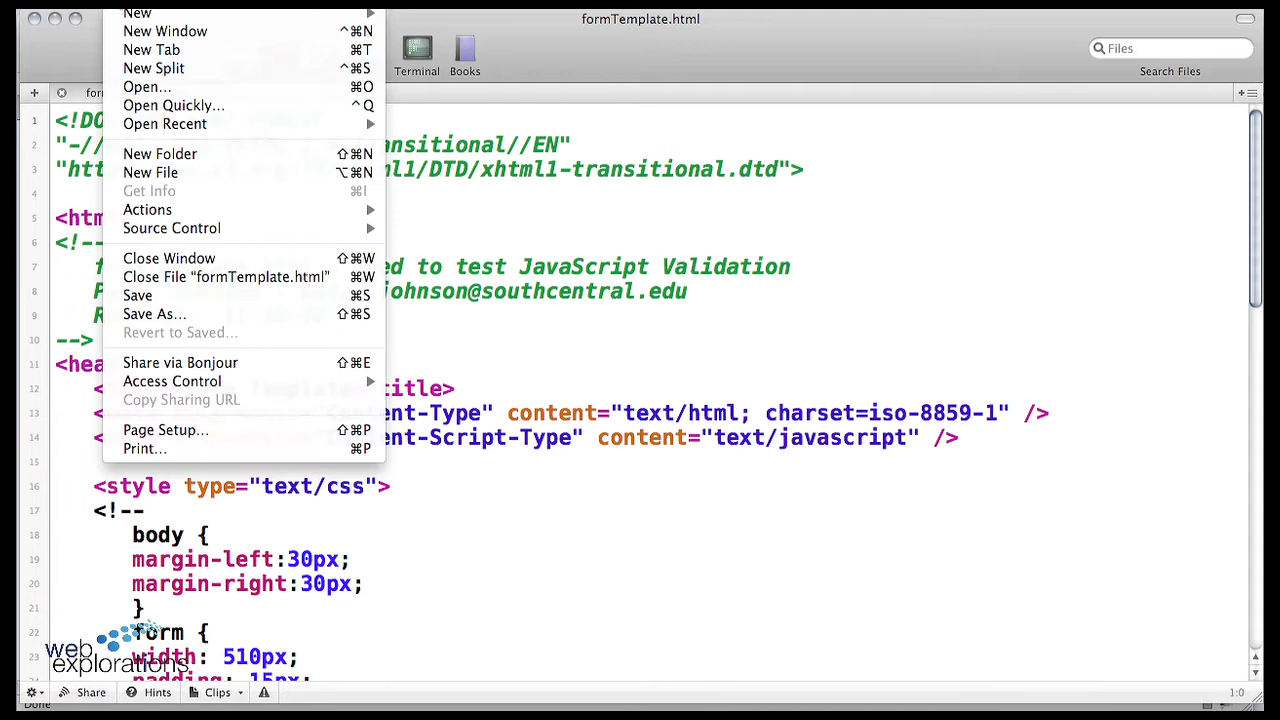 formTemplate.html
New
New Window ^⌘N
New Tab ⌘T
New Split ^⌘S
Open... ⌘O
Open Quickly... ^Q
Open Recent
New Folder ⇧⌘N
New File ⌥⌘N
Get Info ⌘I
Actions
Source Control
Close Window ⇧⌘W
Close File “formTemplate.html” ⌘W
Save ⌘S
Save As... ⇧⌘S
Revert to Saved...
Share via Bonjour ⇧⌘E
Access Control
Copy Sharing URL
Page Setup... ⇧⌘P
Print... ⌘P
Terminal
Books
Files
Search Files
1 <!DO
2 "-// ansitional//EN"
3 "ht l1/DTD/xhtml1-transitional.dtd">
4
5 <htm
6 <!--
7 ed to test JavaScript Validation
8 johnson@southcentral.edu
9
10 -->
11 <hea
12 title>
13 Content-Type" content="text/html; charset=iso-8859-1" />
14 ent-Script-Type" content="text/javascript" />
15
16 <style type="text/css">
17 <!--
18 body {
19 margin-left:30px;
20 margin-right:30px;
21 }
22 form {
23 width: 510px;
padding: 15px;
web
explorations
Share
Hints
Clips
1:0
Done